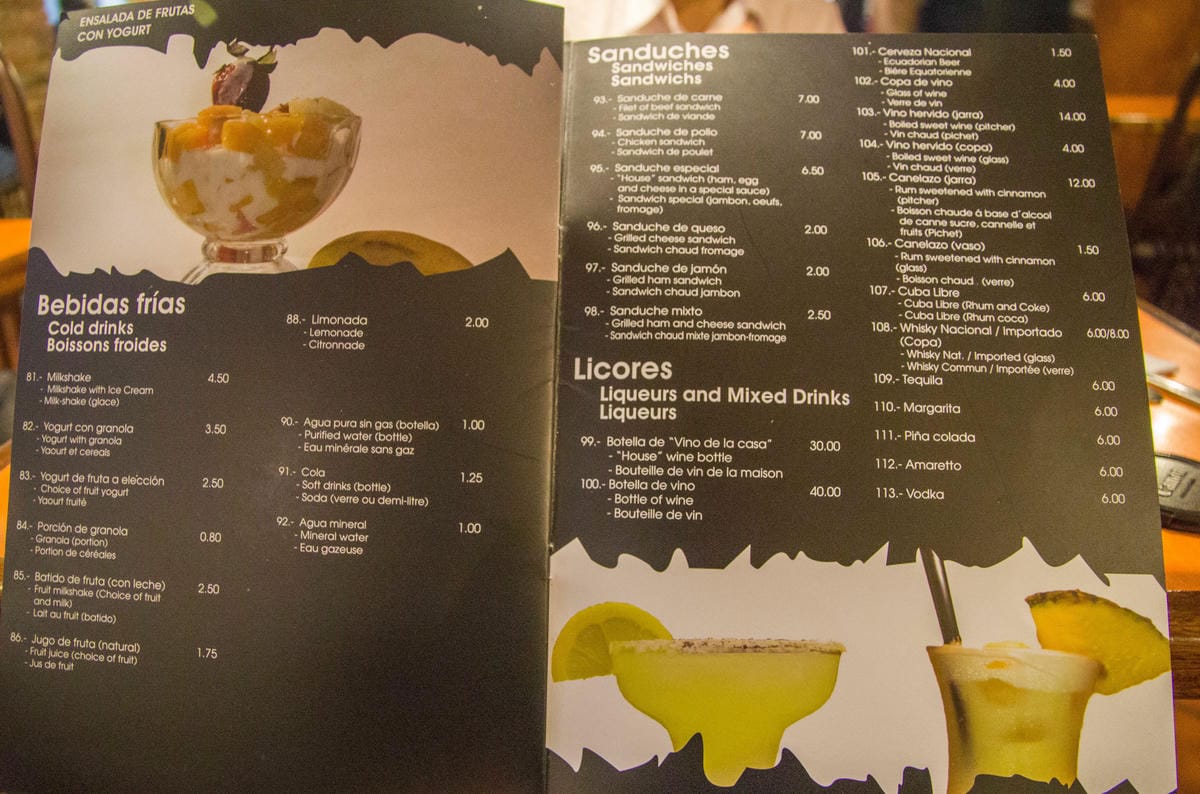 ENSALADA DE FRUTAS
CON YOGURT
Bebidas frías
Cold drinks
Boissons froides
81.- Milkshake 4.50
- Milkshake with Ice Cream
- Milk-shake (glace)
82.- Yogurt con granola 3.50
- Yogurt with granola
- Yaourt et cereals
83.- Yogurt de fruta a elección 2.50
- Choice of fruit yogurt
- Yaourt fruité
84.- Porción de granola 0.80
- Granola (portion)
- Portion de céréales
85.- Batido de fruta (con leche) 2.50
- Fruit milkshake (Choice of fruit
and milk)
- Lait au fruit (batido)
86.- Jugo de fruta (natural) 1.75
- Fruit juice (choice of fruit)
- Jus de fruit
88.- Limonada 2.00
- Lemonade
- Citronnade
90.- Agua pura sin gas (botella) 1.00
- Purified water (bottle)
- Eau minérale sans gaz
91.- Cola 1.25
- Soft drinks (bottle)
- Soda (verre ou demi-litre)
92.- Agua mineral 1.00
- Mineral water
- Eau gazeuse
Sanduches
Sandwiches
Sandwichs
93.- Sanduche de carne 7.00
- Filet of beef sandwich
- Sandwich de viande
94.- Sanduche de pollo 7.00
- Chicken sandwich
- Sandwich de poulet
95.- Sanduche especial 6.50
- "House" sandwich (ham, egg
and cheese in a special sauce)
- Sandwich special (jambon, oeufs,
fromage)
96.- Sanduche de queso 2.00
- Grilled cheese sandwich
- Sandwich chaud fromage
97.- Sanduche de jamón 2.00
- Grilled ham sandwich
- Sandwich chaud jambon
98.- Sanduche mixto 2.50
- Grilled ham and cheese sandwich
- Sandwich chaud mixte jambon-fromage
Licores
Liqueurs and Mixed Drinks
Liqueurs
99.- Botella de "Vino de la casa" 30.00
- "House" wine bottle
- Bouteille de vin de la maison
100.- Botella de vino 40.00
- Bottle of wine
- Bouteille de vin
101.- Cerveza Nacional 1.50
- Ecuadorian Beer
- Bière Equatorienne
102.- Copa de vino 4.00
- Glass of wine
- Verre de vin
103.- Vino hervido (jarra) 14.00
- Boiled sweet wine (pitcher)
- Vin chaud (pichet)
104.- Vino hervido (copa) 4.00
- Boiled sweet wine (glass)
- Vin chaud (verre)
105.- Canelazo (jarra) 12.00
- Rum sweetened with cinnamon
(pitcher)
- Boisson chaude á base d'alcool
de canne sucre, cannelle et
fruits (Pichet)
106.- Canelazo (vaso) 1.50
- Rum sweetened with cinnamon
(glass)
- Boisson chaud . (verre)
107.- Cuba Libre 6.00
- Cuba Libre (Rhum and Coke)
- Cuba Libre (Rhum coca)
108.- Whisky Nacional / Importado 6.00/8.00
(Copa)
- Whisky Nat. / Imported (glass)
- Whisky Commun / Importée (verre)
109.- Tequila 6.00
110.- Margarita 6.00
111.- Piña colada 6.00
112.- Amaretto 6.00
113.- Vodka 6.00